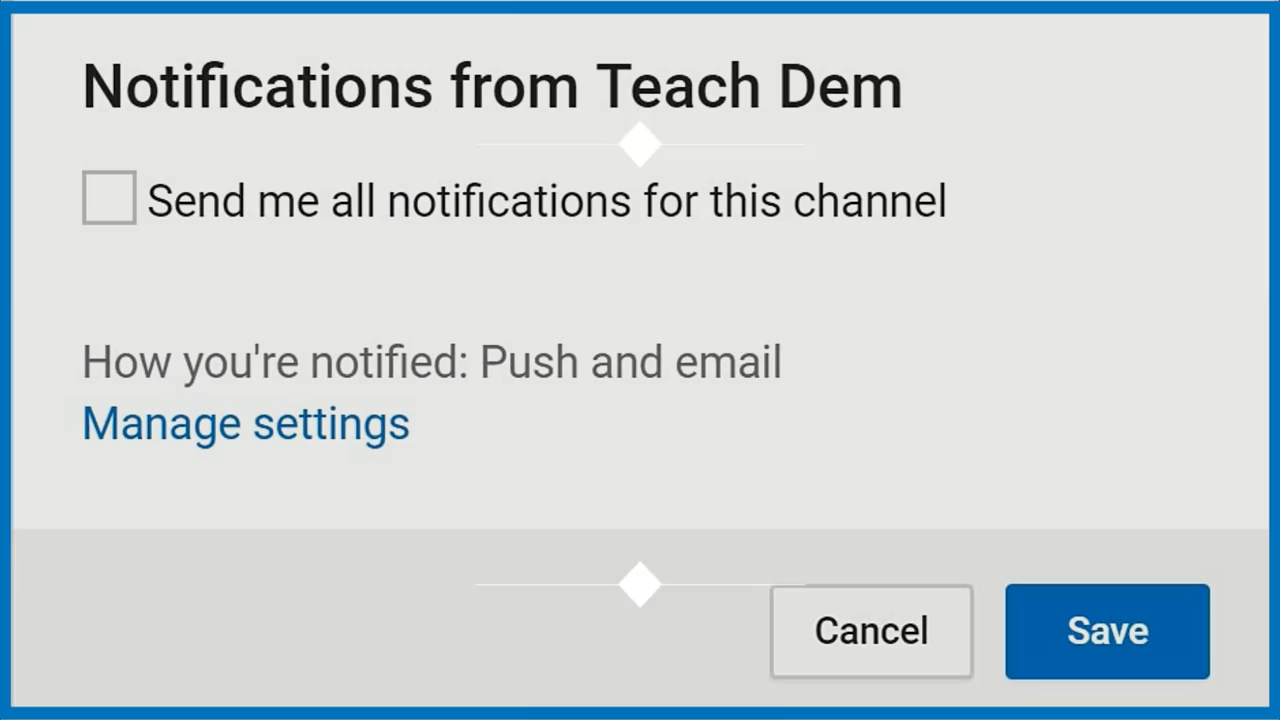 Notifications from Teach Dem
Send me all notifications for this channel
How you're notified: Push and email
Manage settings
Cancel
Save